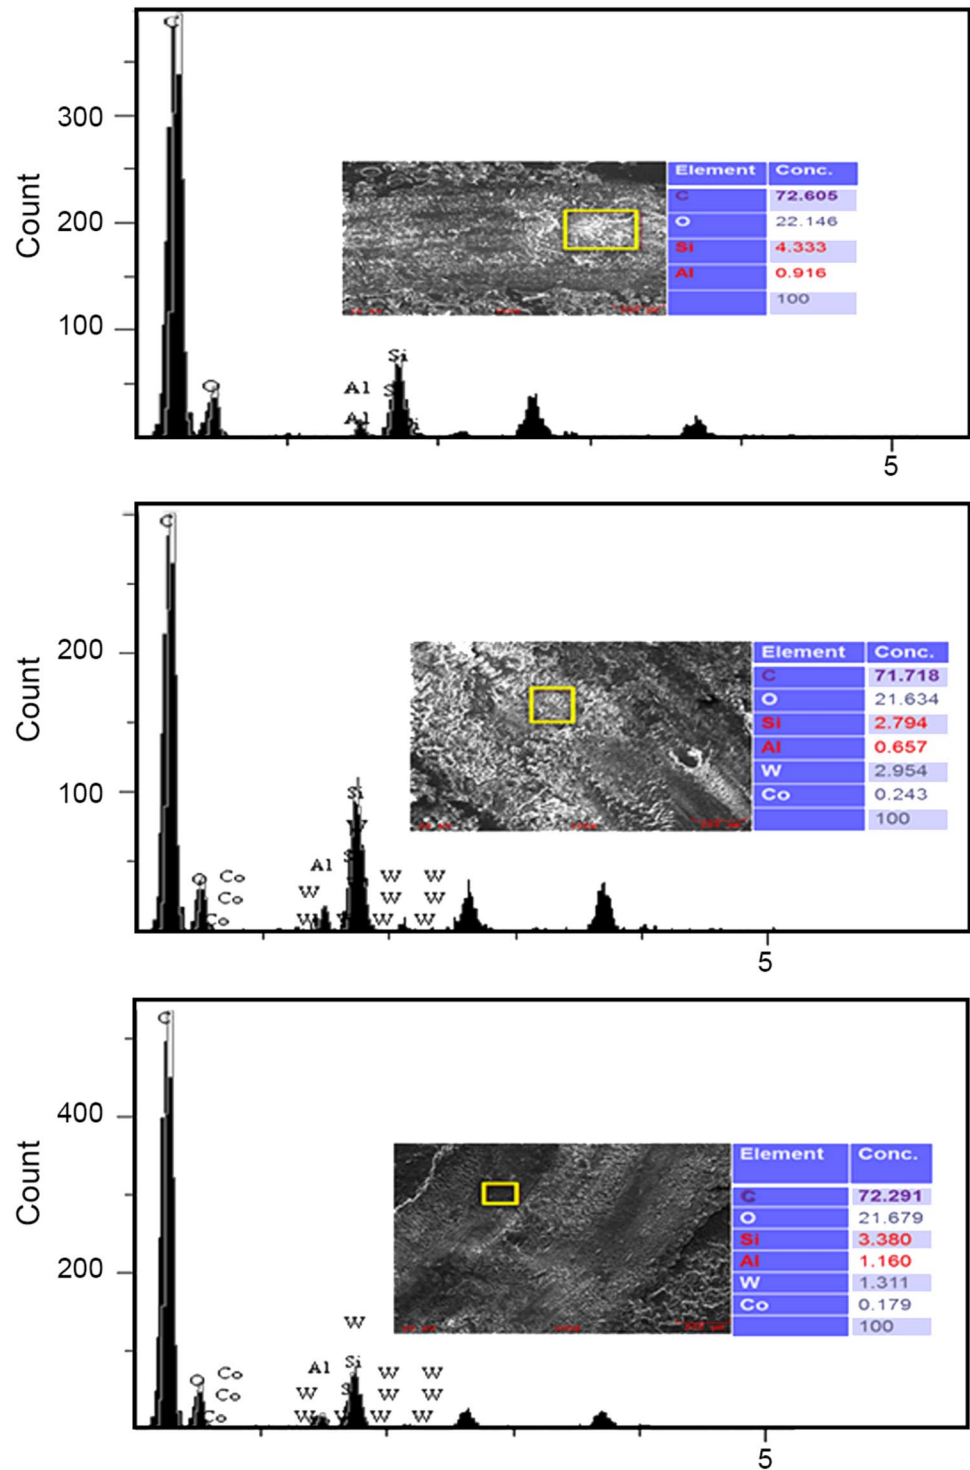 C
300
Count
200
100
Element Conc.
C 72.605
O 22.146
Si 4.333
Al 0.916
100
O
Al
Al
Si
S
5
C
200
Count
100
Element Conc.
C 71.718
O 21.634
Si 2.794
Al 0.657
W 2.954
Co 0.243
100
Si
W
S
Al
O Co W W W
Co W W
Co W W W
5
C
400
Count
200
Element Conc.
C 72.291
O 21.679
Si 3.380
Al 1.160
W 1.311
Co 0.179
100
W
Si
Al Co W W
O S
Co W W W
Co W W W
5